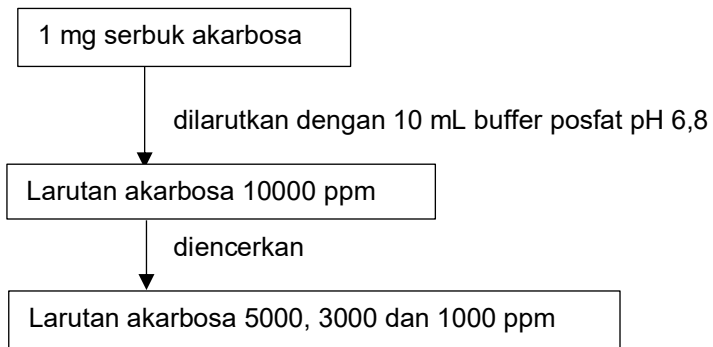 1 mg serbuk akarbosa
dilarutkan dengan 10 mL buffer posfat pH 6,8
Larutan akarbosa 10000 ppm
diencerkan
Larutan akarbosa 5000, 3000 dan 1000 ppm